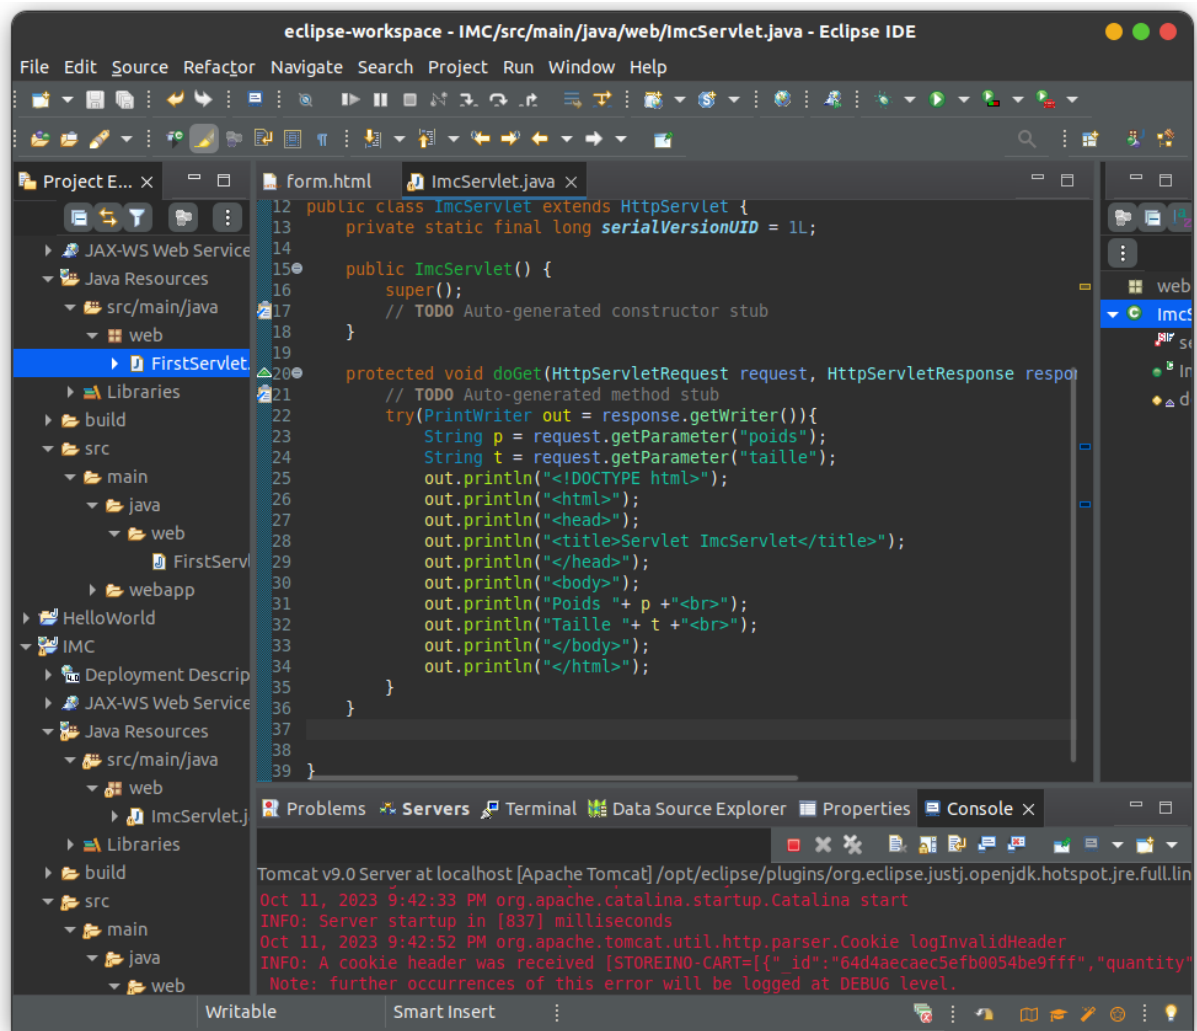 eclipse-workspace - IMC/src/main/java/web/ImcServlet.java - Eclipse IDE
File Edit Source Refactor Navigate Search Project Run Window Help
Project E...
form.html
ImcServlet.java
JAX-WS Web Service
Java Resources
src/main/java
web
FirstServlet.
Libraries
build
src
main
java
web
FirstServl
webapp
HelloWorld
IMC
Deployment Descrip
JAX-WS Web Service
Java Resources
src/main/java
web
ImcServlet.j
Libraries
build
src
main
java
web
12 public class ImcServlet extends HttpServlet {
13 private static final long serialVersionUID = 1L;
14
15 public ImcServlet() {
16 super();
17 // TODO Auto-generated constructor stub
18 }
19
20 protected void doGet(HttpServletRequest request, HttpServletResponse respon
21 // TODO Auto-generated method stub
22 try(PrintWriter out = response.getWriter()){
23 String p = request.getParameter("poids");
24 String t = request.getParameter("taille");
25 out.println("<!DOCTYPE html>");
26 out.println("<html>");
27 out.println("<head>");
28 out.println("<title>Servlet ImcServlet</title>");
29 out.println("</head>");
30 out.println("<body>");
31 out.println("Poids "+ p +"<br>");
32 out.println("Taille "+ t +"<br>");
33 out.println("</body>");
34 out.println("</html>");
35 }
36 }
37
38
39 }
web
ImcS
se
In
d
Problems Servers Terminal Data Source Explorer Properties Console
Tomcat v9.0 Server at localhost [Apache Tomcat] /opt/eclipse/plugins/org.eclipse.justj.openjdk.hotspot.jre.full.lin
Oct 11, 2023 9:42:33 PM org.apache.catalina.startup.Catalina start
INFO: Server startup in [837] milliseconds
Oct 11, 2023 9:42:52 PM org.apache.tomcat.util.http.parser.Cookie logInvalidHeader
INFO: A cookie header was received [STOREINO-CART=[{"_id":"64d4aecaec5efb0054be9fff","quantity"
Note: further occurrences of this error will be logged at DEBUG level.
Writable
Smart Insert